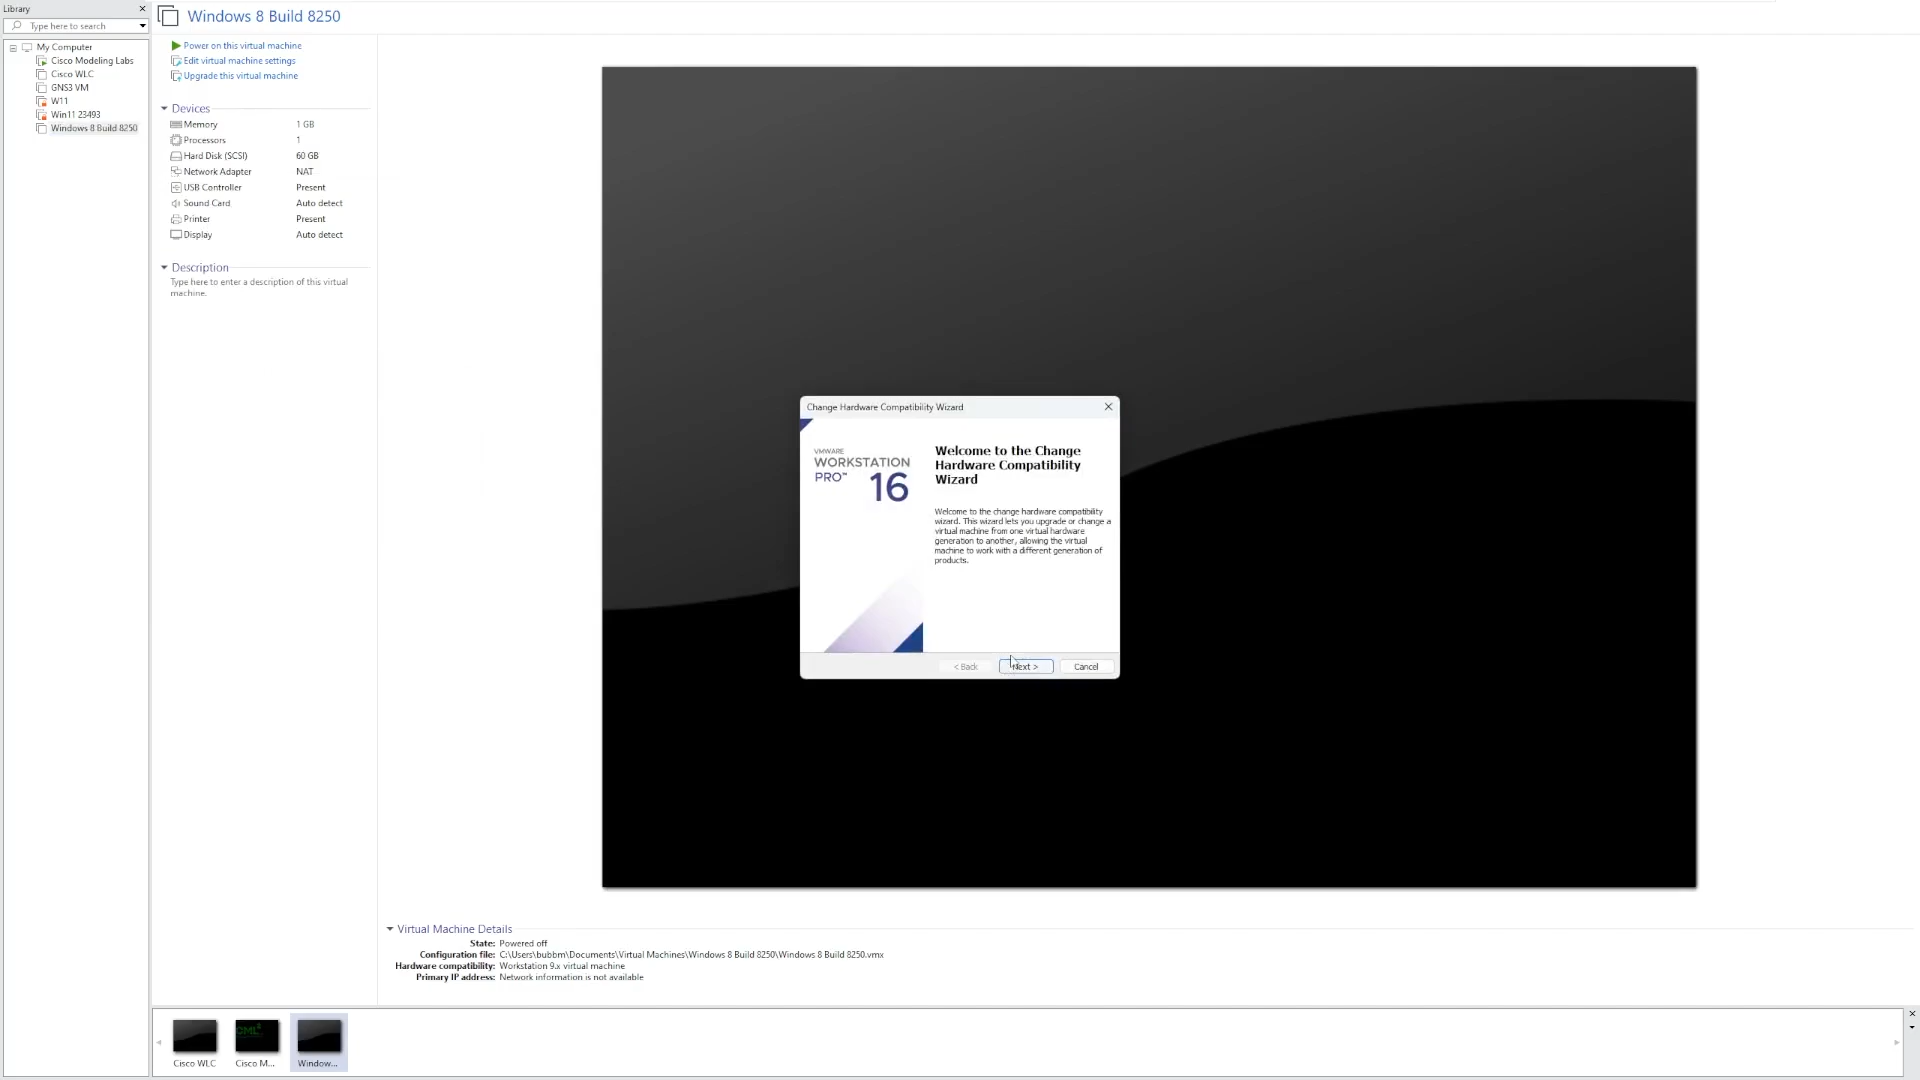 Library
Type here to search
My Computer
Cisco Modeling Labs
Cisco WLC
GNS3 VM
W11
Win11 23493
Windows 8 Build 8250
Windows 8 Build 8250
Power on this virtual machine
Edit virtual machine settings
Upgrade this virtual machine
Devices
Memory 1 GB
Processors 1
Hard Disk (SCSI) 60 GB
Network Adapter NAT
USB Controller Present
Sound Card Auto detect
Printer Present
Display Auto detect
Description
Type here to enter a description of this virtual
machine.
Change Hardware Compatibility Wizard
VMWARE
WORKSTATION
PRO™ 16
Welcome to the Change
Hardware Compatibility
Wizard
Welcome to the change hardware compatibility
wizard. This wizard lets you upgrade or change a
virtual machine from one virtual hardware
generation to another, allowing the virtual
machine to work with a different generation of
products.
< Back Next > Cancel
Virtual Machine Details
State: Powered off
Configuration file: C:\Users\bubbm\Documents\Virtual Machines\Windows 8 Build 8250\Windows 8 Build 8250.vmx
Hardware compatibility: Workstation 9.x virtual machine
Primary IP address: Network information is not available
CML²
Cisco WLC Cisco M... Window...